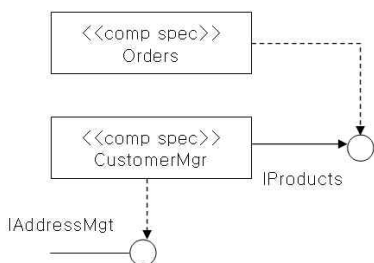 <<comp spec>>
Orders
<<comp spec>>
CustomerMgr
IProducts
IAddressMgt